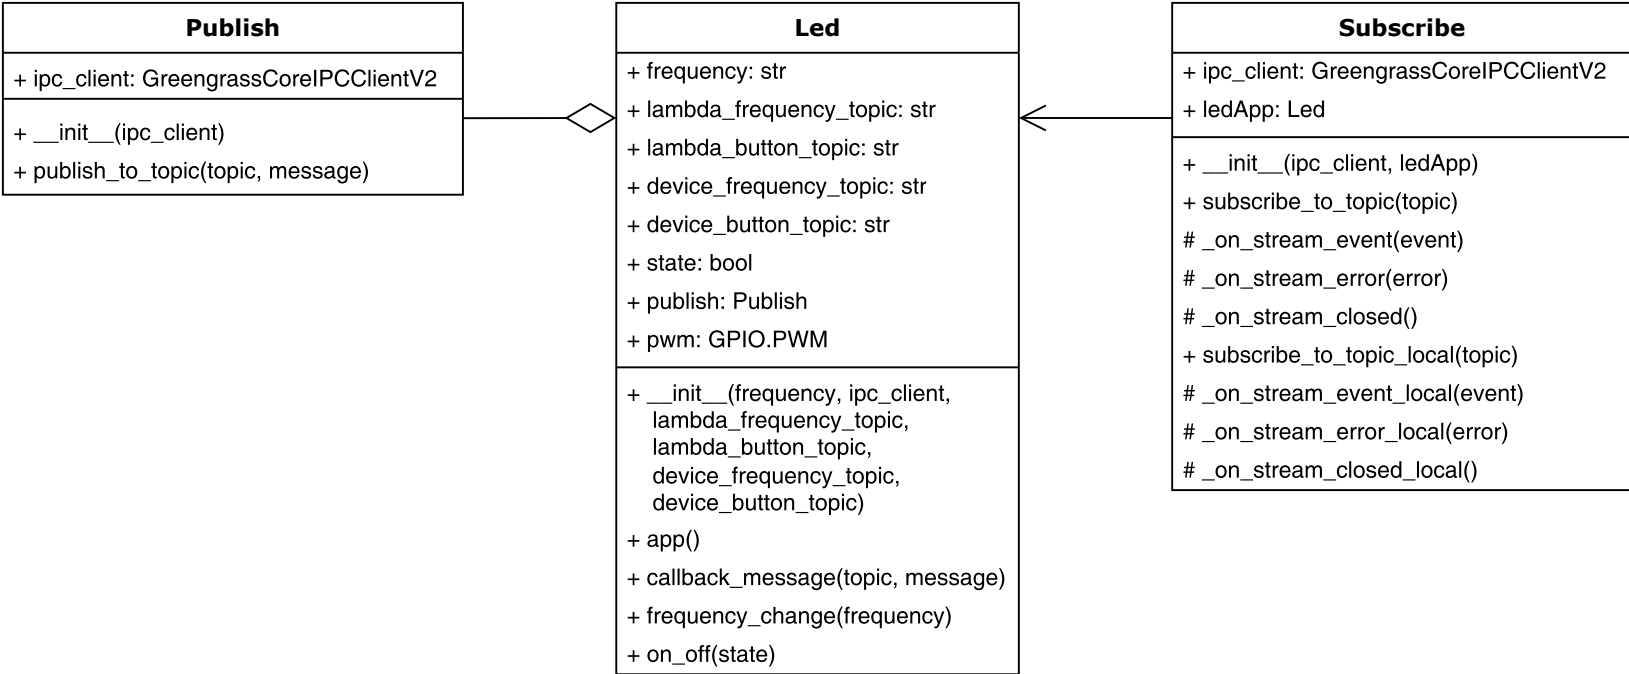 Publish
+ ipc_client: GreengrassCoreIPCClientV2
+ __init__(ipc_client)
+ publish_to_topic(topic, message)
Led
+ frequency: str
+ lambda_frequency_topic: str
+ lambda_button_topic: str
+ device_frequency_topic: str
+ device_button_topic: str
+ state: bool
+ publish: Publish
+ pwm: GPIO.PWM
+ __init__(frequency, ipc_client,
lambda_frequency_topic,
lambda_button_topic,
device_frequency_topic,
device_button_topic)
+ app()
+ callback_message(topic, message)
+ frequency_change(frequency)
+ on_off(state)
Subscribe
+ ipc_client: GreengrassCoreIPCClientV2
+ ledApp: Led
+ __init__(ipc_client, ledApp)
+ subscribe_to_topic(topic)
# _on_stream_event(event)
# _on_stream_error(error)
# _on_stream_closed()
+ subscribe_to_topic_local(topic)
# _on_stream_event_local(event)
# _on_stream_error_local(error)
# _on_stream_closed_local()